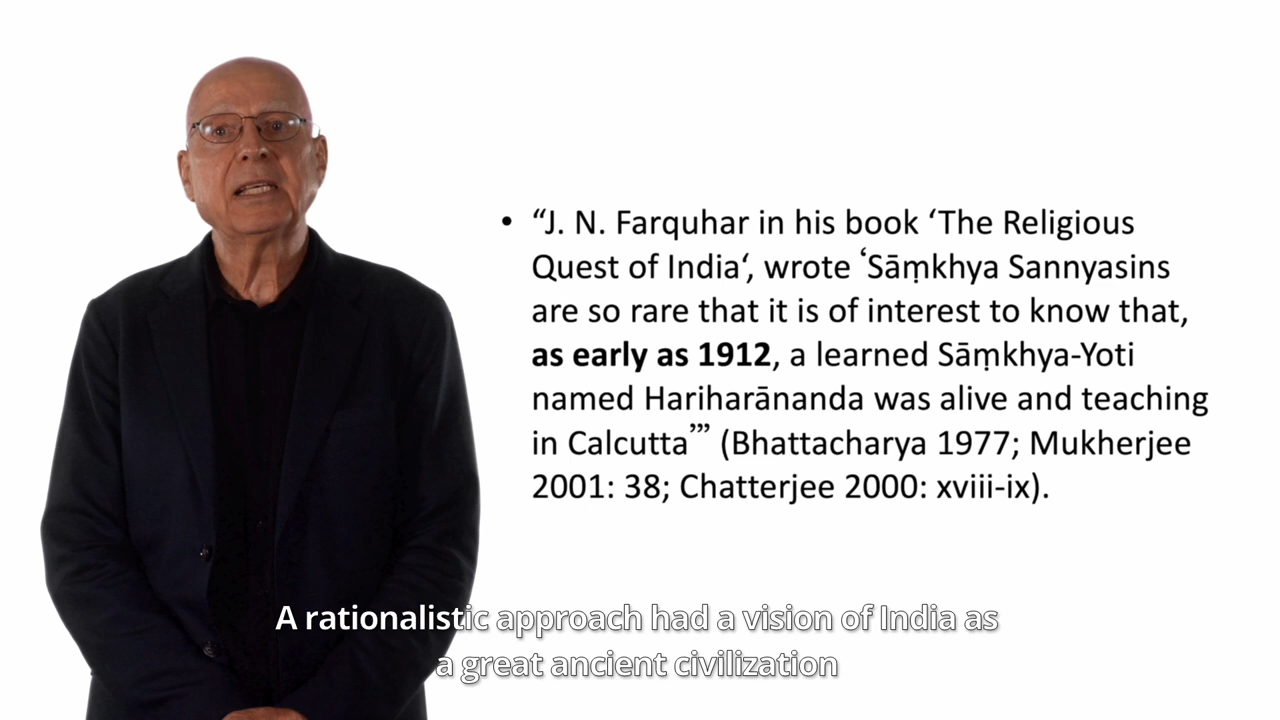 • “J. N. Farquhar in his book ‘The Religious
Quest of India‘, wrote ‘Sāṃkhya Sannyasins
are so rare that it is of interest to know that,
as early as 1912, a learned Sāṃkhya-Yoti
named Hariharānanda was alive and teaching
in Calcutta’” (Bhattacharya 1977; Mukherjee
2001: 38; Chatterjee 2000: xviii-ix).
A rationalistic approach had a vision of India as
a great ancient civilization